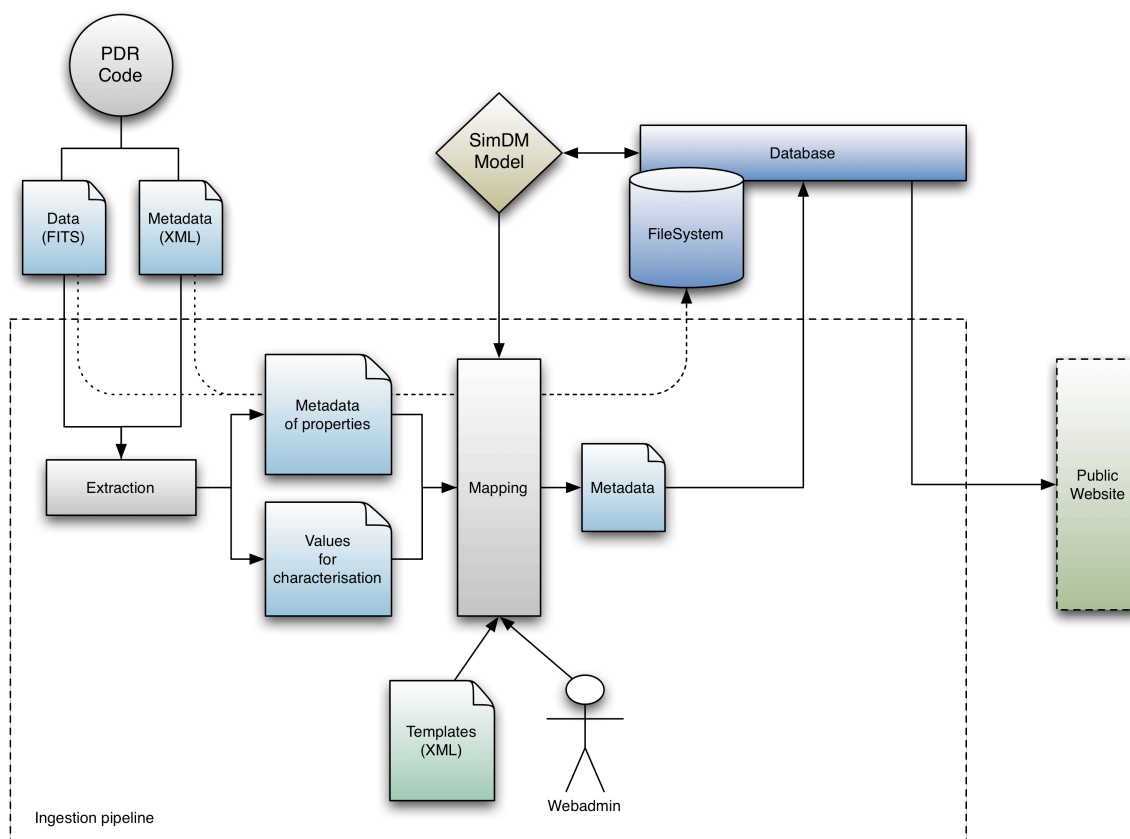 PDR
Code
SimDM
Model
Database
Data
(FITS)
Metadata
(XML)
FileSystem
Metadata
of properties
Extraction
Mapping
Metadata
Public
Website
Values
for
characterisation
Templates
(XML)
Webadmin
Ingestion pipeline